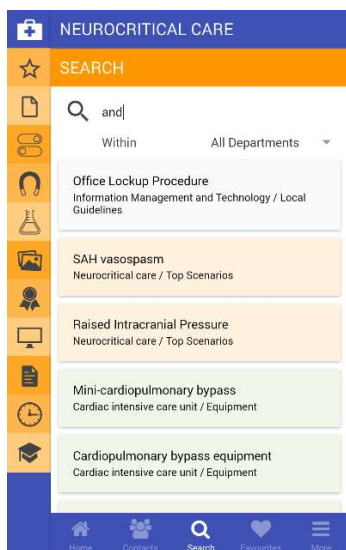 NEUROCRITICAL CARE
SEARCH
and
Within All Departments
Office Lockup Procedure
Information Management and Technology / Local
Guidelines
SAH vasospasm
Neurocritical care / Top Scenarios
Raised Intracranial Pressure
Neurocritical care / Top Scenarios
Mini-cardiopulmonary bypass
Cardiac intensive care unit / Equipment
Cardiopulmonary bypass equipment
Cardiac intensive care unit / Equipment
Home Contacts Search Favourites More